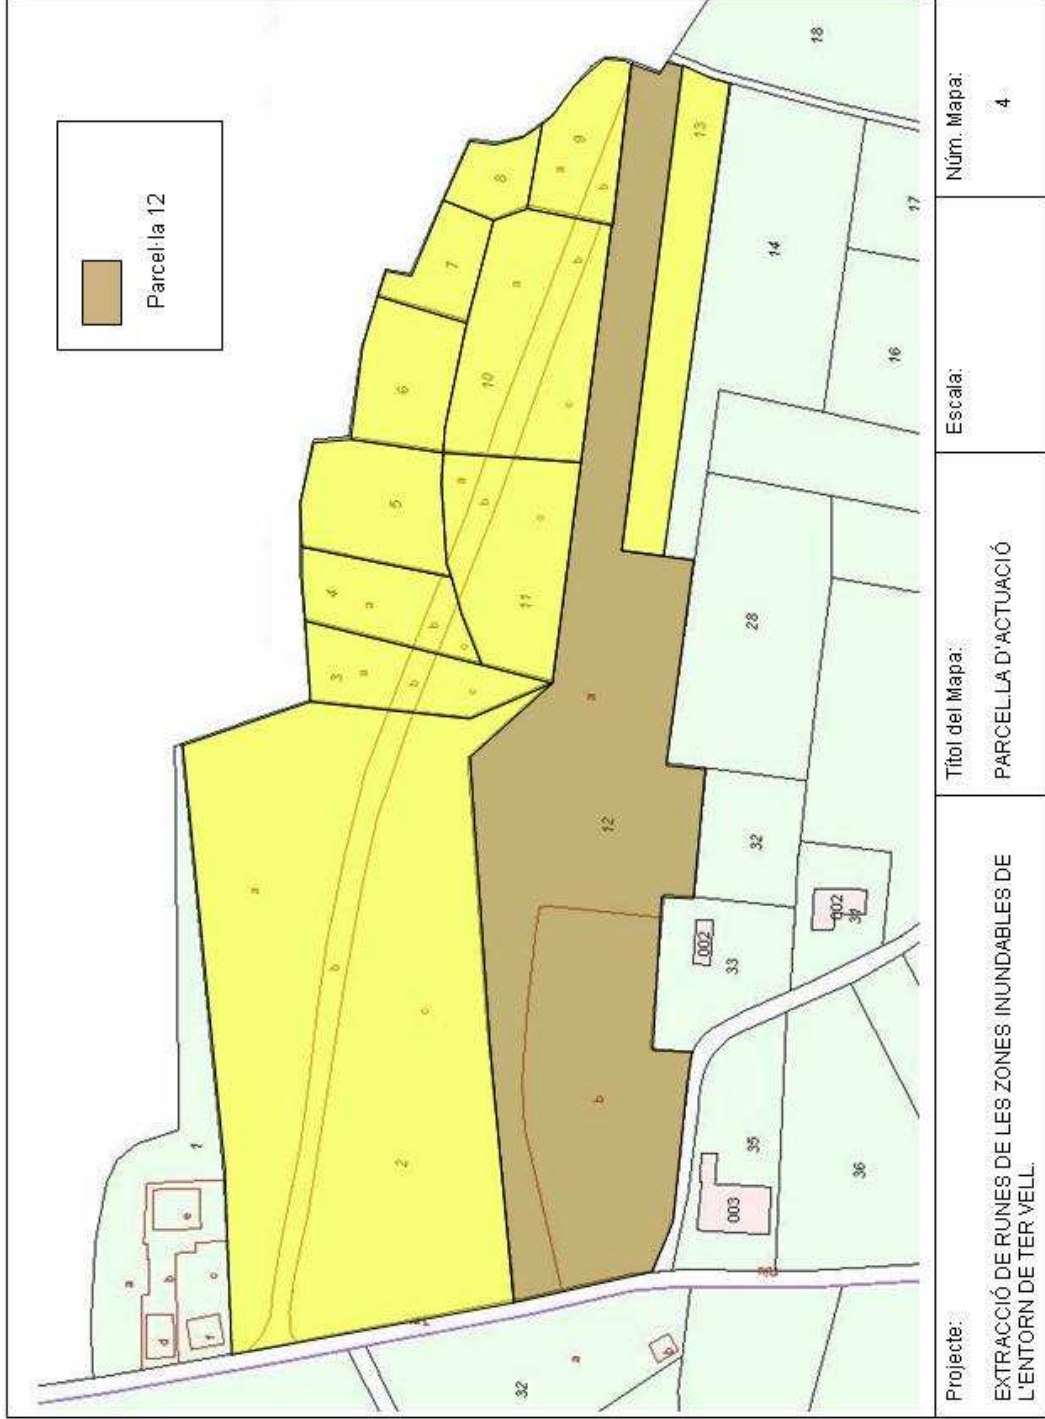 Parcel·la 12
1
a
b
c
d
e
f
2
a
b
c
3
a
b
c
4
a
b
c
5
6
7
8
9
a
b
10
a
b
c
11
a
b
c
12
a
b
13
14
16
17
18
28
32
33
002
002
35
003
36
32
a
b
Projecte:
EXTRACCIÓ DE RUNES DE LES ZONES INUNDABLES DE
L'ENTORN DE TER VELL.
Títol del Mapa:
PARCEL.LA D'ACTUACIÓ
Escala:
Núm. Mapa:
4